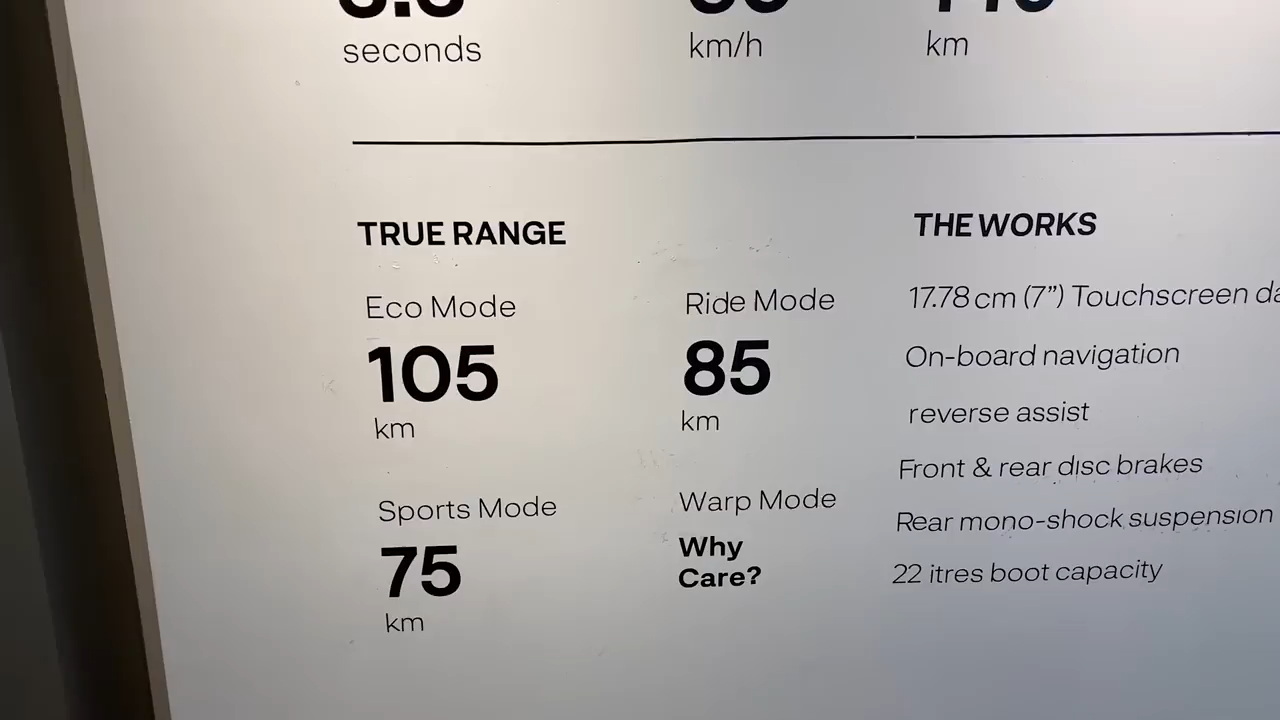 seconds
km/h
km
TRUE RANGE
Eco Mode
105
km
Ride Mode
85
km
Sports Mode
75
km
Warp Mode
Why
Care?
THE WORKS
17.78 cm (7”) Touchscreen
On-board navigation
reverse assist
Front & rear disc brakes
Rear mono-shock suspension
22 itres boot capacity